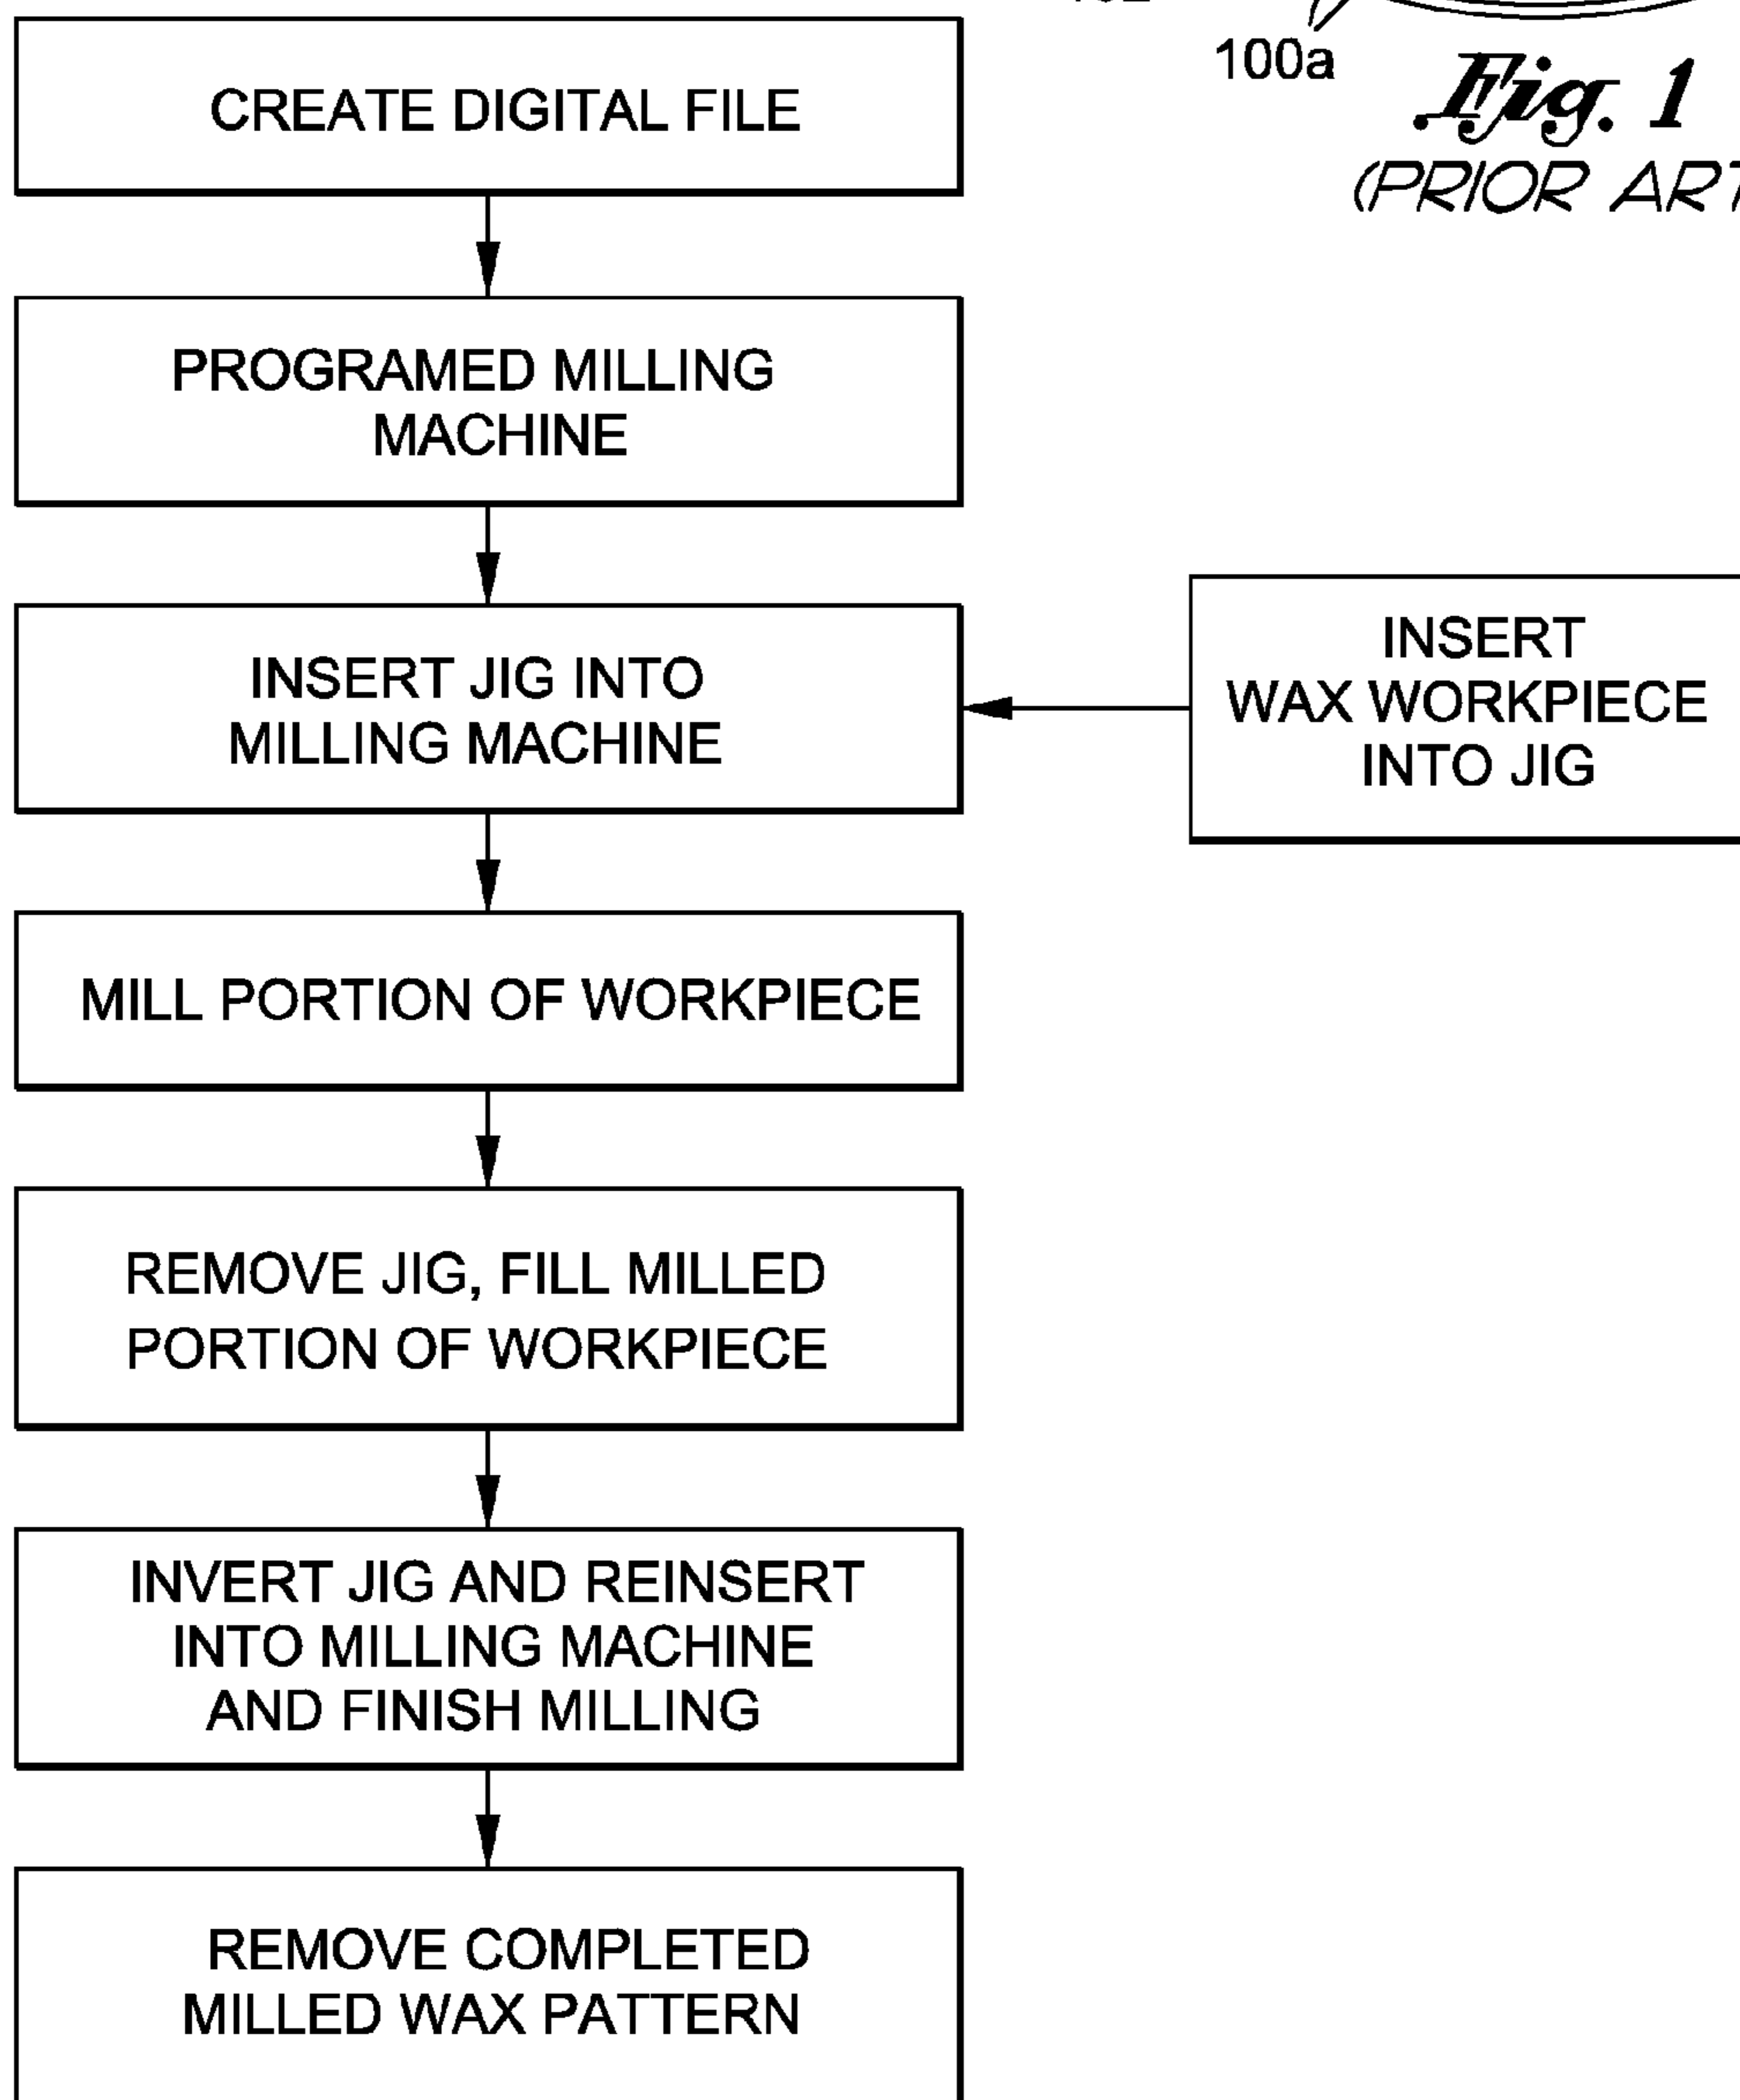 100a
Fig. 1
(PRIOR ART
CREATE DIGITAL FILE
PROGRAMED MILLING
MACHINE
INSERT JIG INTO
MILLING MACHINE
INSERT
WAX WORKPIECE
INTO JIG
MILL PORTION OF WORKPIECE
REMOVE JIG, FILL MILLED
PORTION OF WORKPIECE
INVERT JIG AND REINSERT
INTO MILLING MACHINE
AND FINISH MILLING
REMOVE COMPLETED
MILLED WAX PATTERN